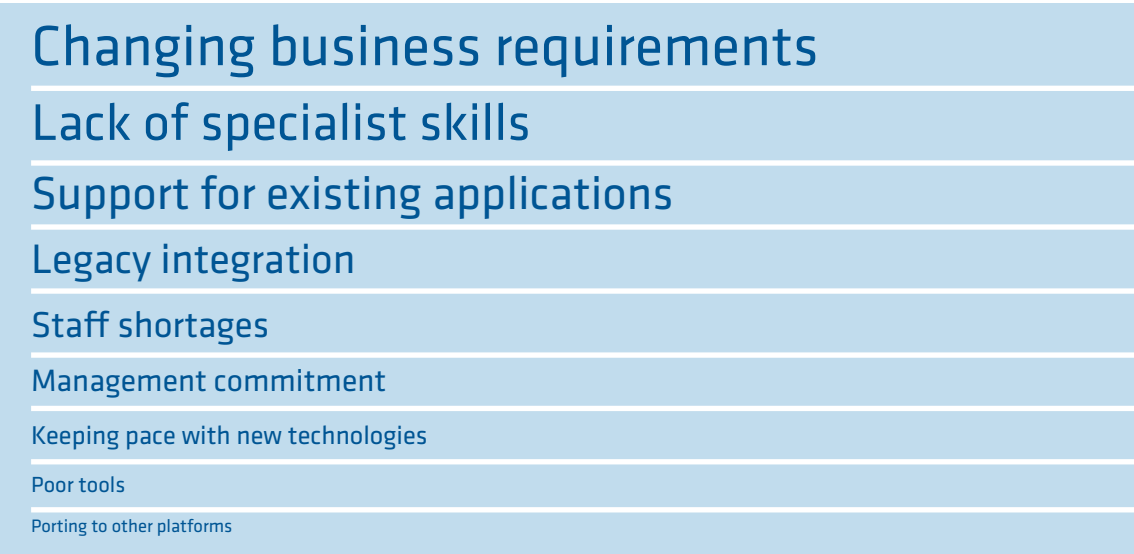 Changing business requirements
Lack of specialist skills
Support for existing applications
Legacy integration
Staff shortages
Management commitment
Keeping pace with new technologies
Poor tools
Porting to other platforms